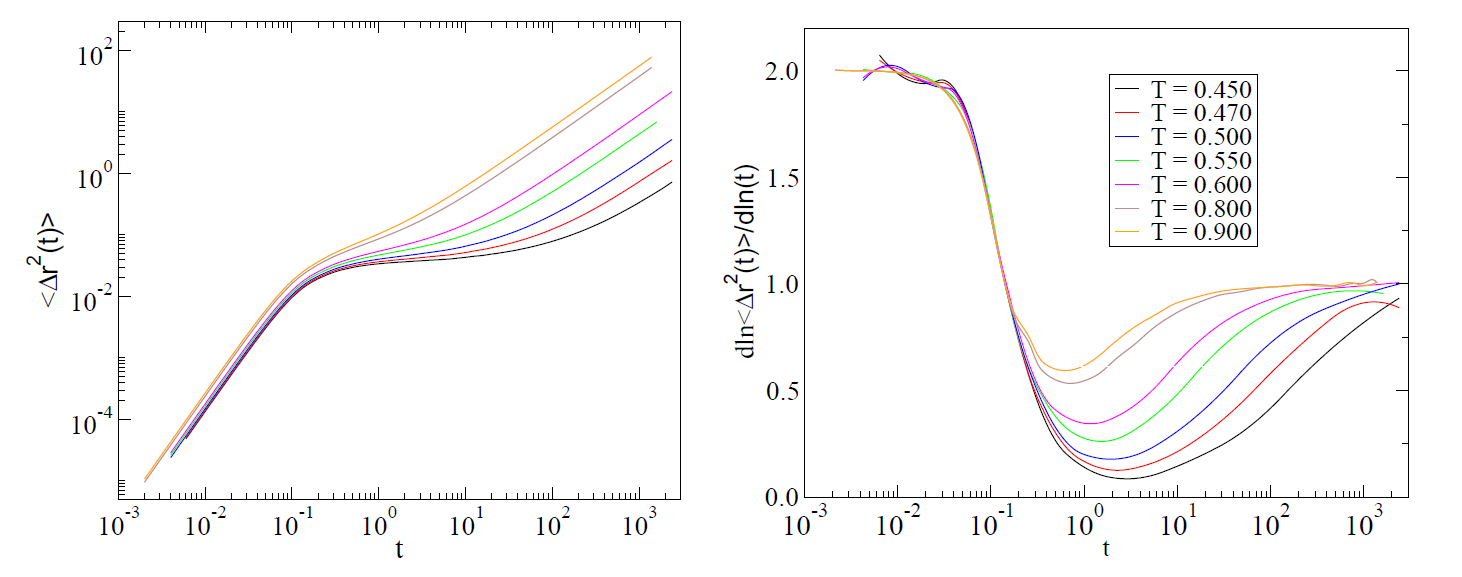 10^2
10^0
10^-2
10^-4
<Δr^2(t)>
10^-3 10^-2 10^-1 10^0 10^1 10^2 10^3
t
2.0
1.5
1.0
0.5
0.0
dln<Δr^2(t)>/dln(t)
T = 0.450
T = 0.470
T = 0.500
T = 0.550
T = 0.600
T = 0.800
T = 0.900
10^-3 10^-2 10^-1 10^0 10^1 10^2 10^3
t